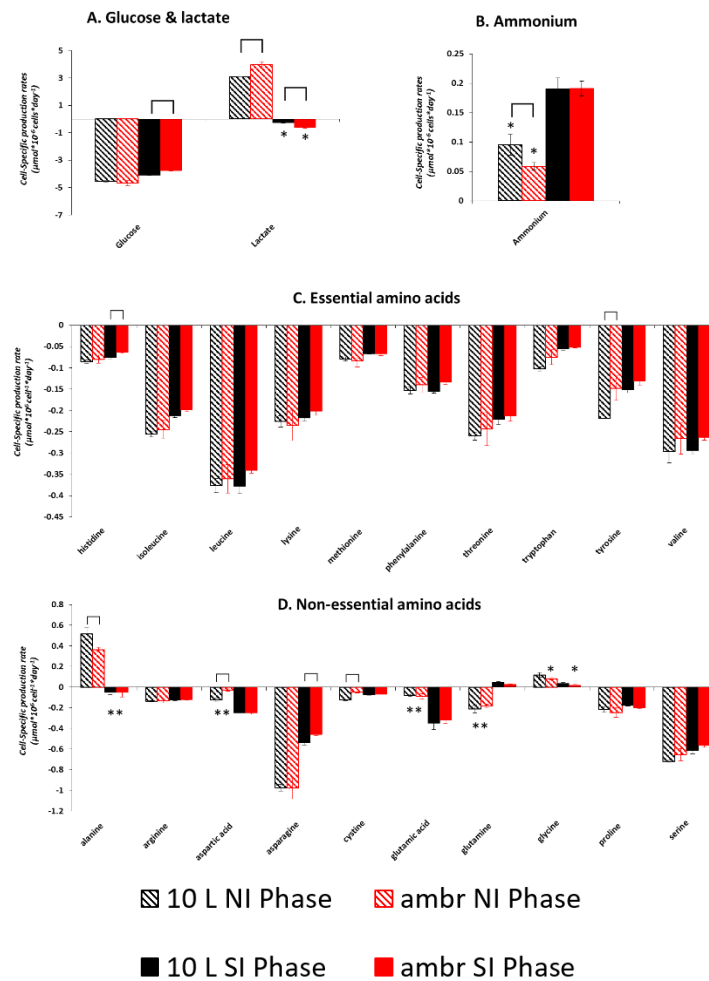 A. Glucose & lactate
B. Ammonium
Cell-Specific production rates
(μmol*10⁻⁶cells*day⁻¹)
5
3
1
-1
-3
-5
-7
Glucose
Lactate
*
*
Cell-Specific production rates
(μmol*10⁻⁶cells*day⁻¹)
0.25
0.2
0.15
0.1
0.05
0
*
*
Ammonium
C. Essential amino acids
Cell-Specific production rate
(μmol*10⁶cell⁻¹*day⁻¹)
0
-0.05
-0.1
-0.15
-0.2
-0.25
-0.3
-0.35
-0.4
-0.45
histidine
isoleucine
leucine
lysine
methionine
phenylalanine
threonine
tryptophan
tyrosine
valine
D. Non-essential amino acids
Cell-Specific production rate
(μmol*10⁶cell⁻¹*day⁻¹)
0.8
0.6
0.4
0.2
0
-0.2
-0.4
-0.6
-0.8
-1
-1.2
**
**
**
**
* *
alanine
arginine
aspartic acid
asparagine
cystine
glutamic acid
glutamine
glycine
proline
serine
10 L NI Phase
ambr NI Phase
10 L SI Phase
ambr SI Phase